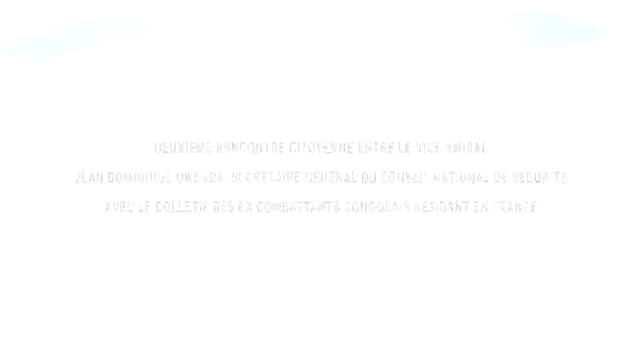 DEUXIEME RENCONTRE CITOYENNE ENTRE LE VICE-AMIRAL
JEAN DOMINIQUE OKEMBA SECRETAIRE GENERAL DU CONSEIL NATIONAL DE SECURITE
AVEC LE COLLETIF DES EX COMBATTANTS CONGOLAIS RESIDANT EN FRANCE